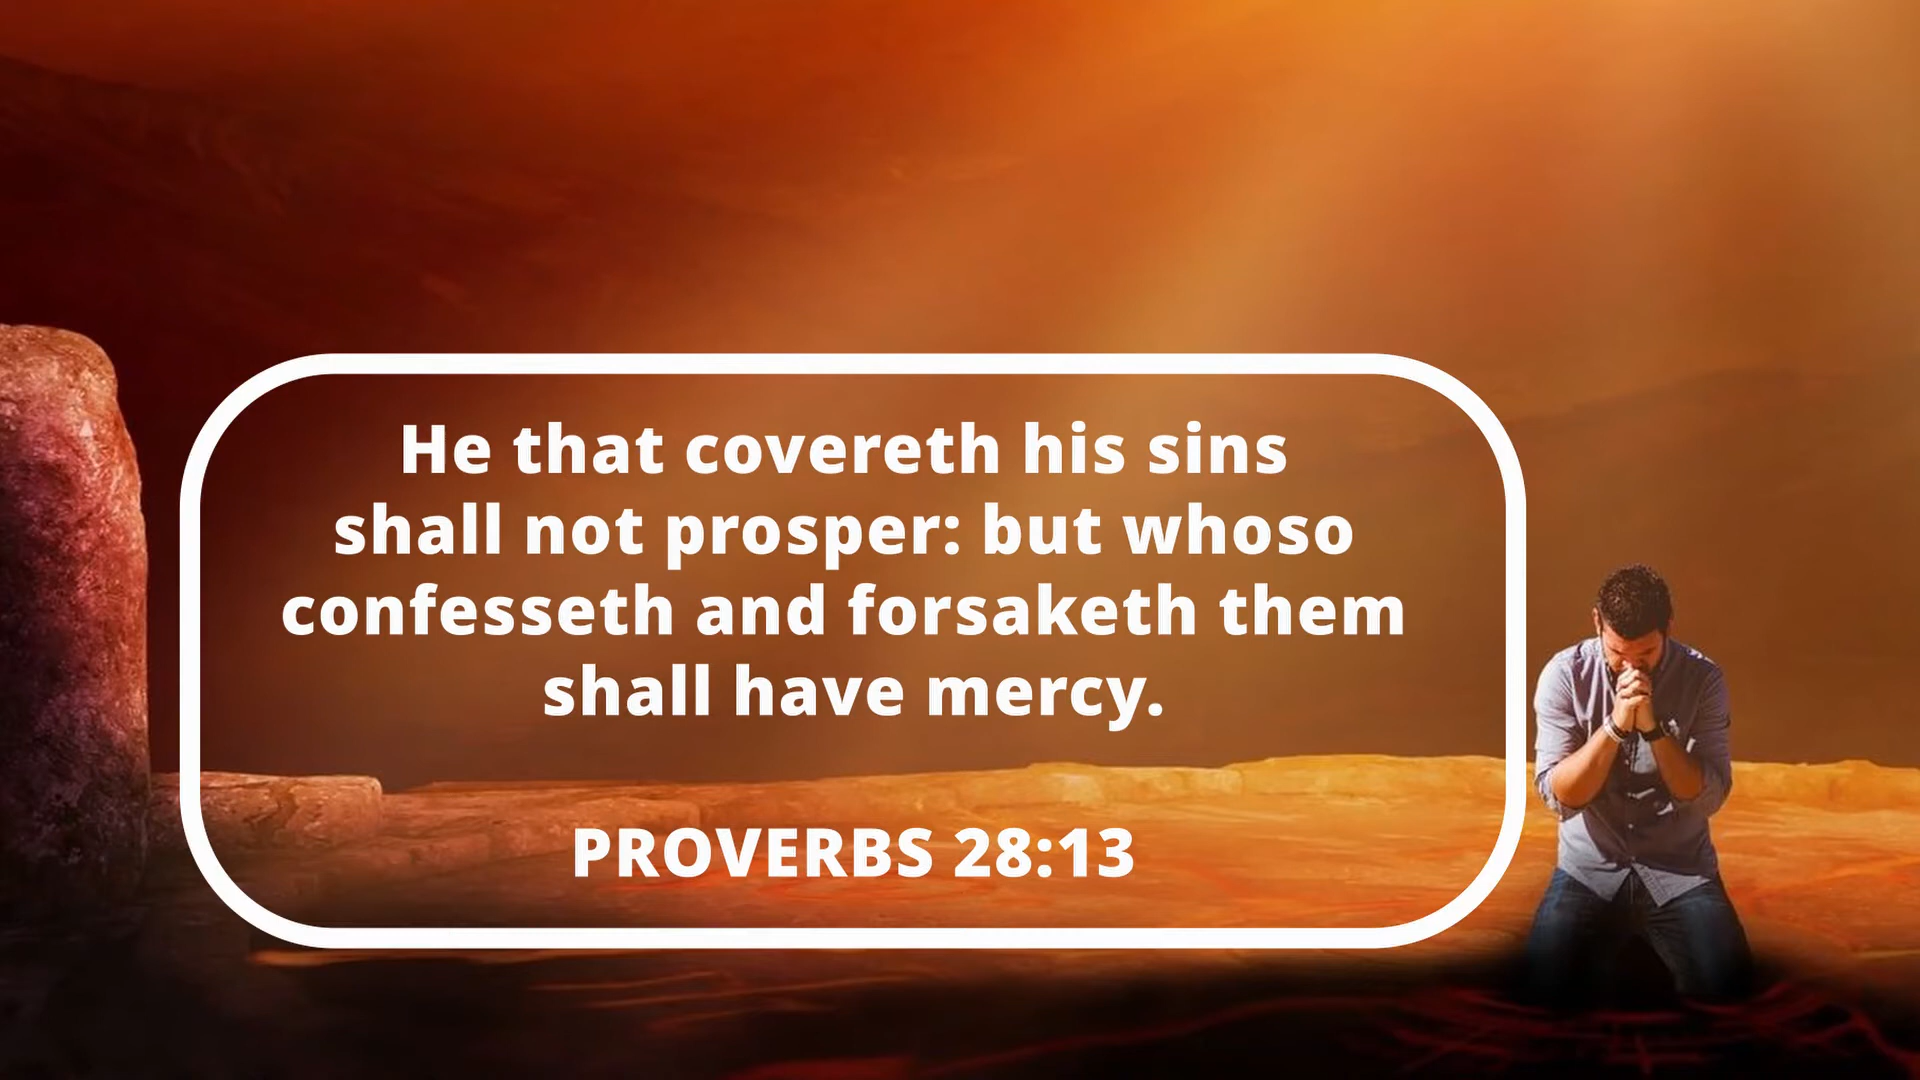 He that covereth his sins
shall not prosper: but whoso
confesseth and forsaketh them
shall have mercy.
PROVERBS 28:13